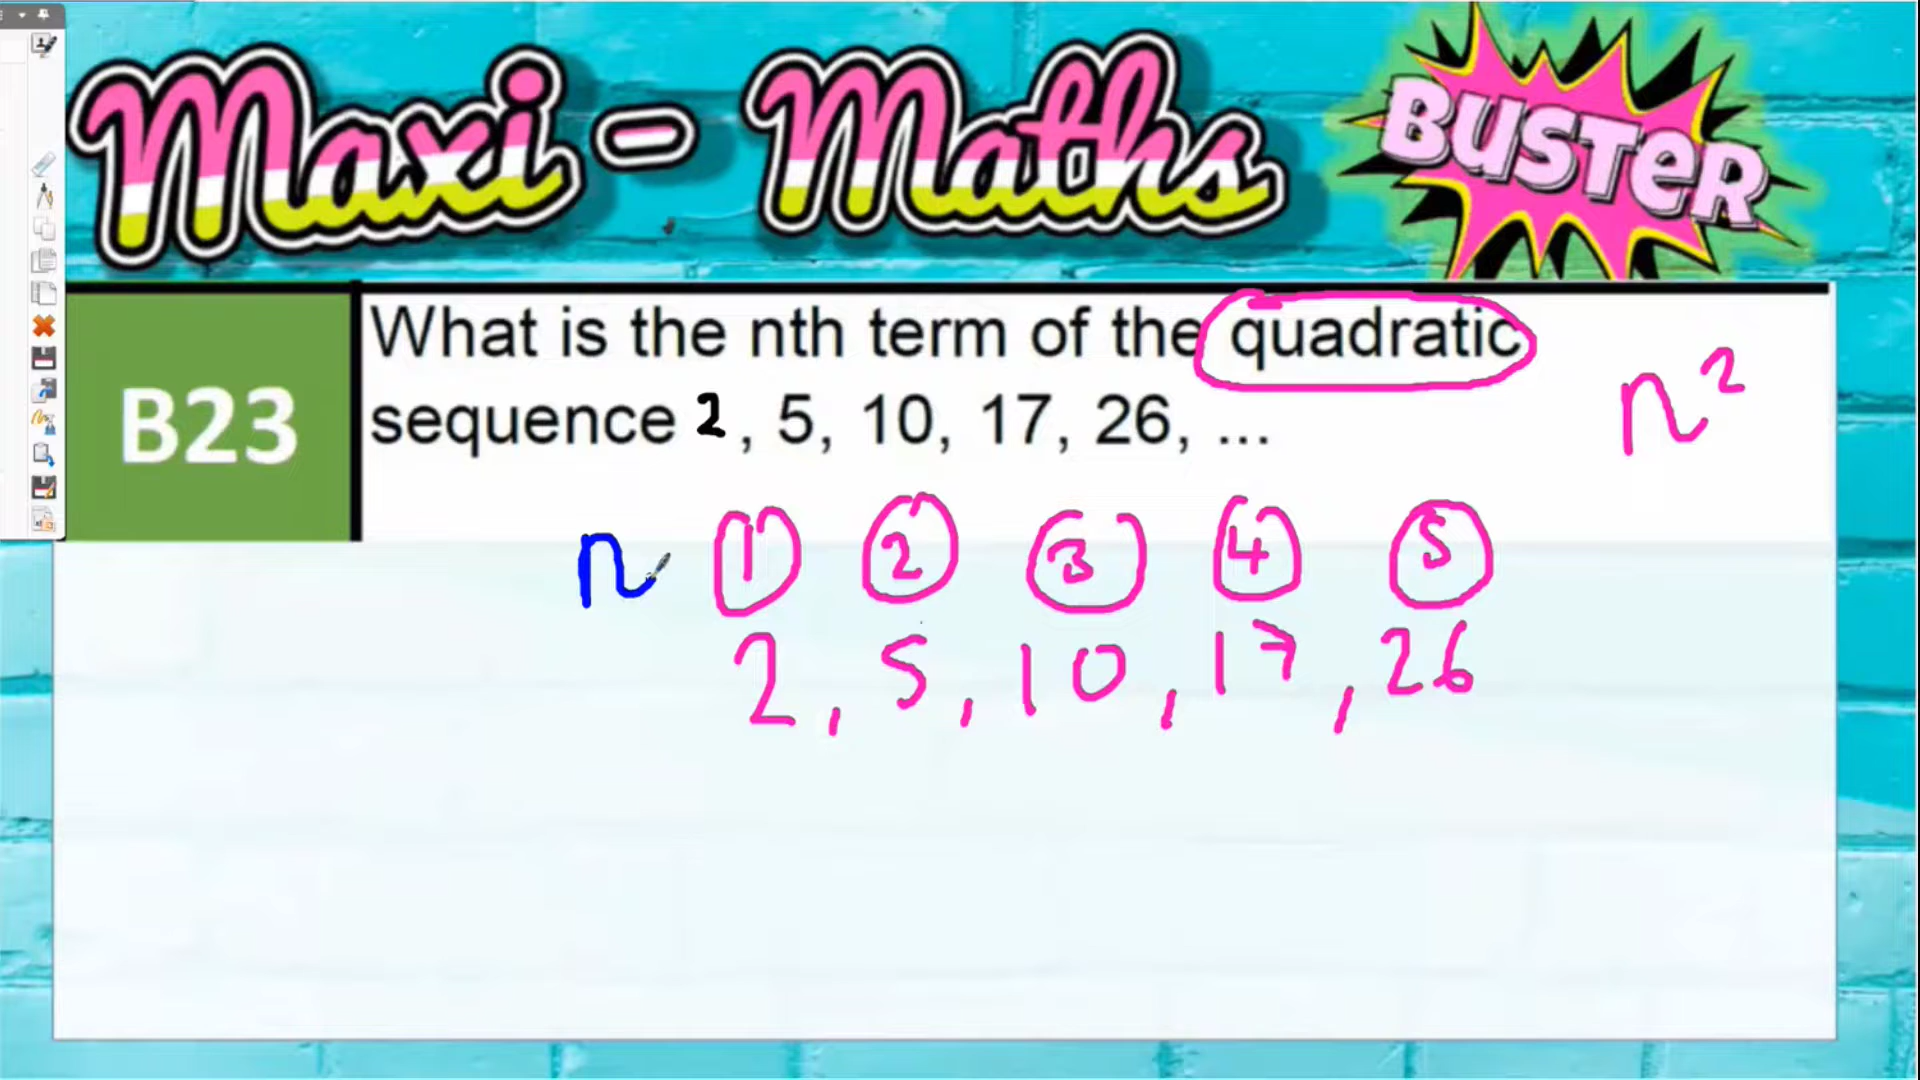 Maxi - Maths BUSTER
What is the nth term of the quadratic
sequence 2, 5, 10, 17, 26, ...
B23
n²
n 1 2 3 4 5
2, 5, 10, 17, 26